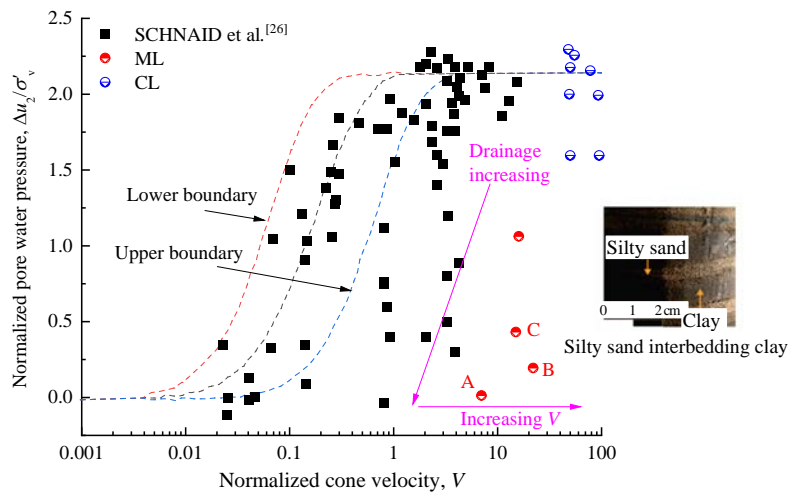 2.5
2.0
1.5
1.0
0.5
0.0
Normalized pore water pressure, Δu₂/σ′ᵥ
SCHNAID et al.[26]
ML
CL
Drainage
increasing
Lower boundary
Upper boundary
A
B
C
Increasing V
0.001
0.01
0.1
1
10
100
Normalized cone velocity, V
Silty sand
0 1 2 cm
Clay
Silty sand interbedding clay